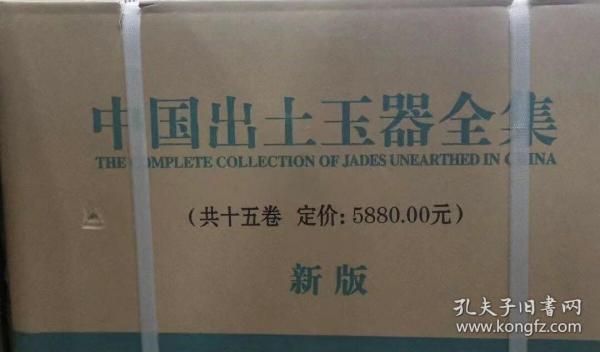 中国出土玉器全集
THE COMPLETE COLLECTION OF JADES UNEARTHED IN CHINA
(共十五卷 定价: 5880.00元)
新版
孔夫子旧書网
www.kongfz.com